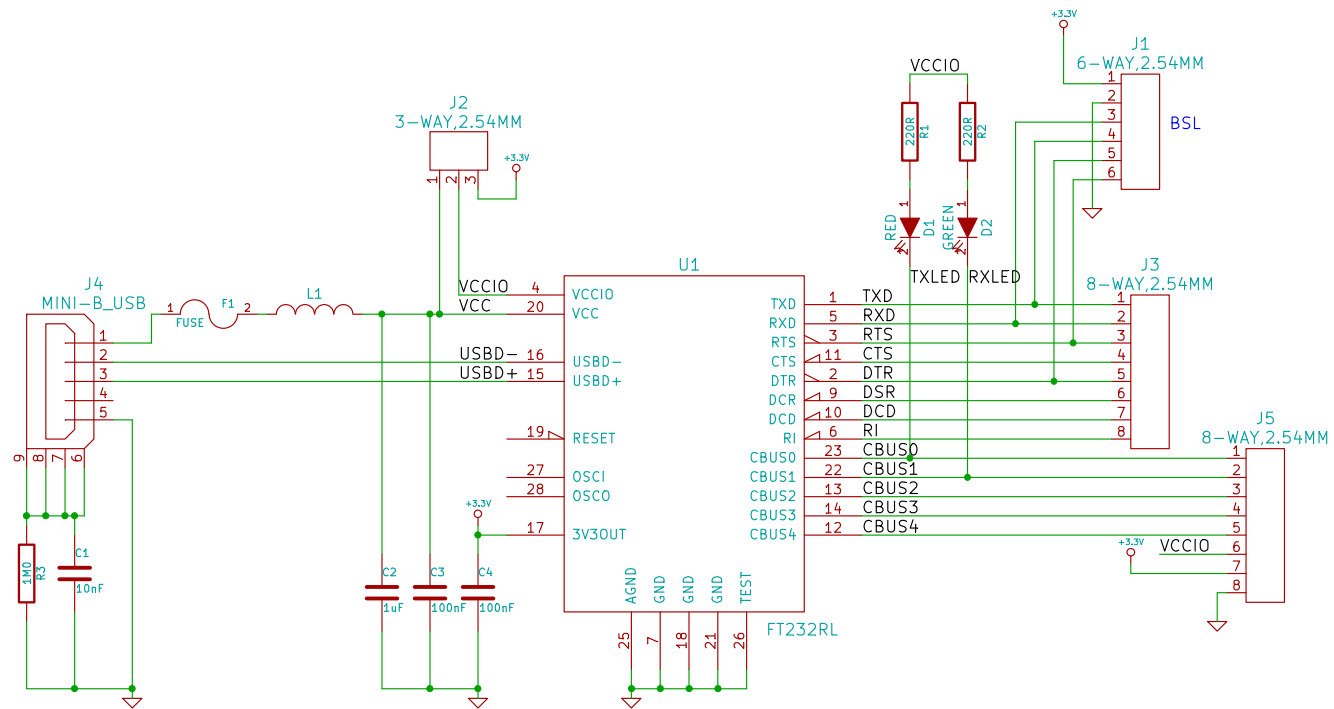 +3.3V
J1
6-WAY,2.54MM
1
2
3
4
5
6
BSL
VCCIO
220R
R1
220R
R2
1
RED
D1
2
1
GREEN
D2
2
TXLED
RXLED
J2
3-WAY,2.54MM
1
2
3
+3.3V
J4
MINI-B_USB
1
2
3
4
5
9
8
7
6
1
F1
2
FUSE
L1
VCCIO
4
VCC
20
USBD-
16
USBD+
15
19
27
28
17
U1
VCCIO
VCC
USBD-
USBD+
RESET
OSCI
OSCO
3V3OUT
TXD
RXD
RTS
CTS
DTR
DCR
DCD
RI
CBUS0
CBUS1
CBUS2
CBUS3
CBUS4
AGND
GND
GND
GND
TEST
25
7
18
21
26
FT232RL
1
TXD
5
RXD
3
RTS
11
CTS
2
DTR
9
DSR
10
DCD
6
RI
23
CBUS0
22
CBUS1
13
CBUS2
14
CBUS3
12
CBUS4
J3
8-WAY,2.54MM
1
2
3
4
5
6
7
8
J5
8-WAY,2.54MM
1
2
3
4
5
6
7
8
VCCIO
+3.3V
1M0
R3
C1
10nF
C2
1uF
C3
100nF
+3.3V
C4
100nF